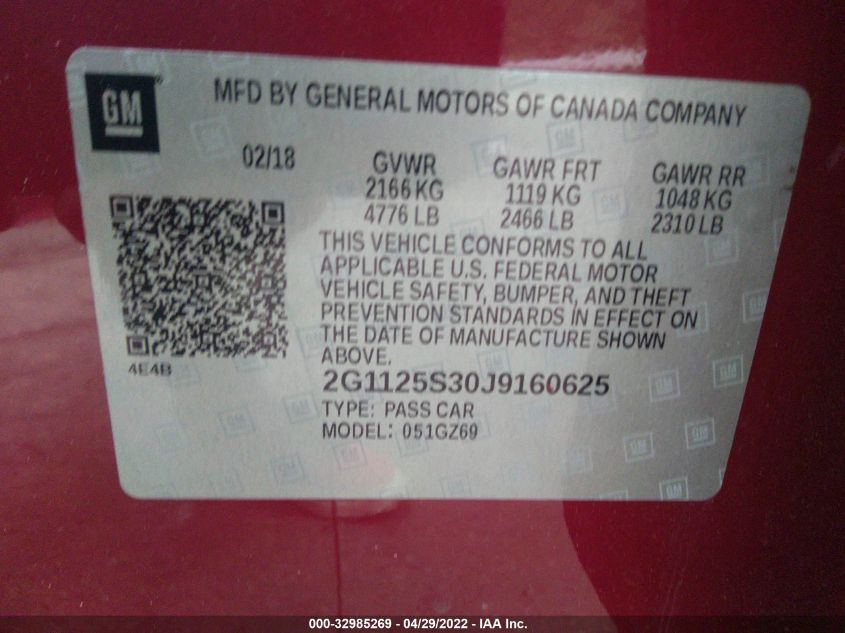 GM
MFD BY GENERAL MOTORS OF CANADA COMPANY
02/18
GVWR
2166 KG
4776 LB
GAWR FRT
1119 KG
2466 LB
GAWR RR
1048 KG
2310 LB
THIS VEHICLE CONFORMS TO ALL
APPLICABLE U.S. FEDERAL MOTOR
VEHICLE SAFETY, BUMPER, AND THEFT
PREVENTION STANDARDS IN EFFECT ON
THE DATE OF MANUFACTURE SHOWN
ABOVE.
4E4B
2G1125S30J9160625
TYPE: PASS CAR
MODEL: 051GZ69
000-32985269 - 04/29/2022 - IAA Inc.